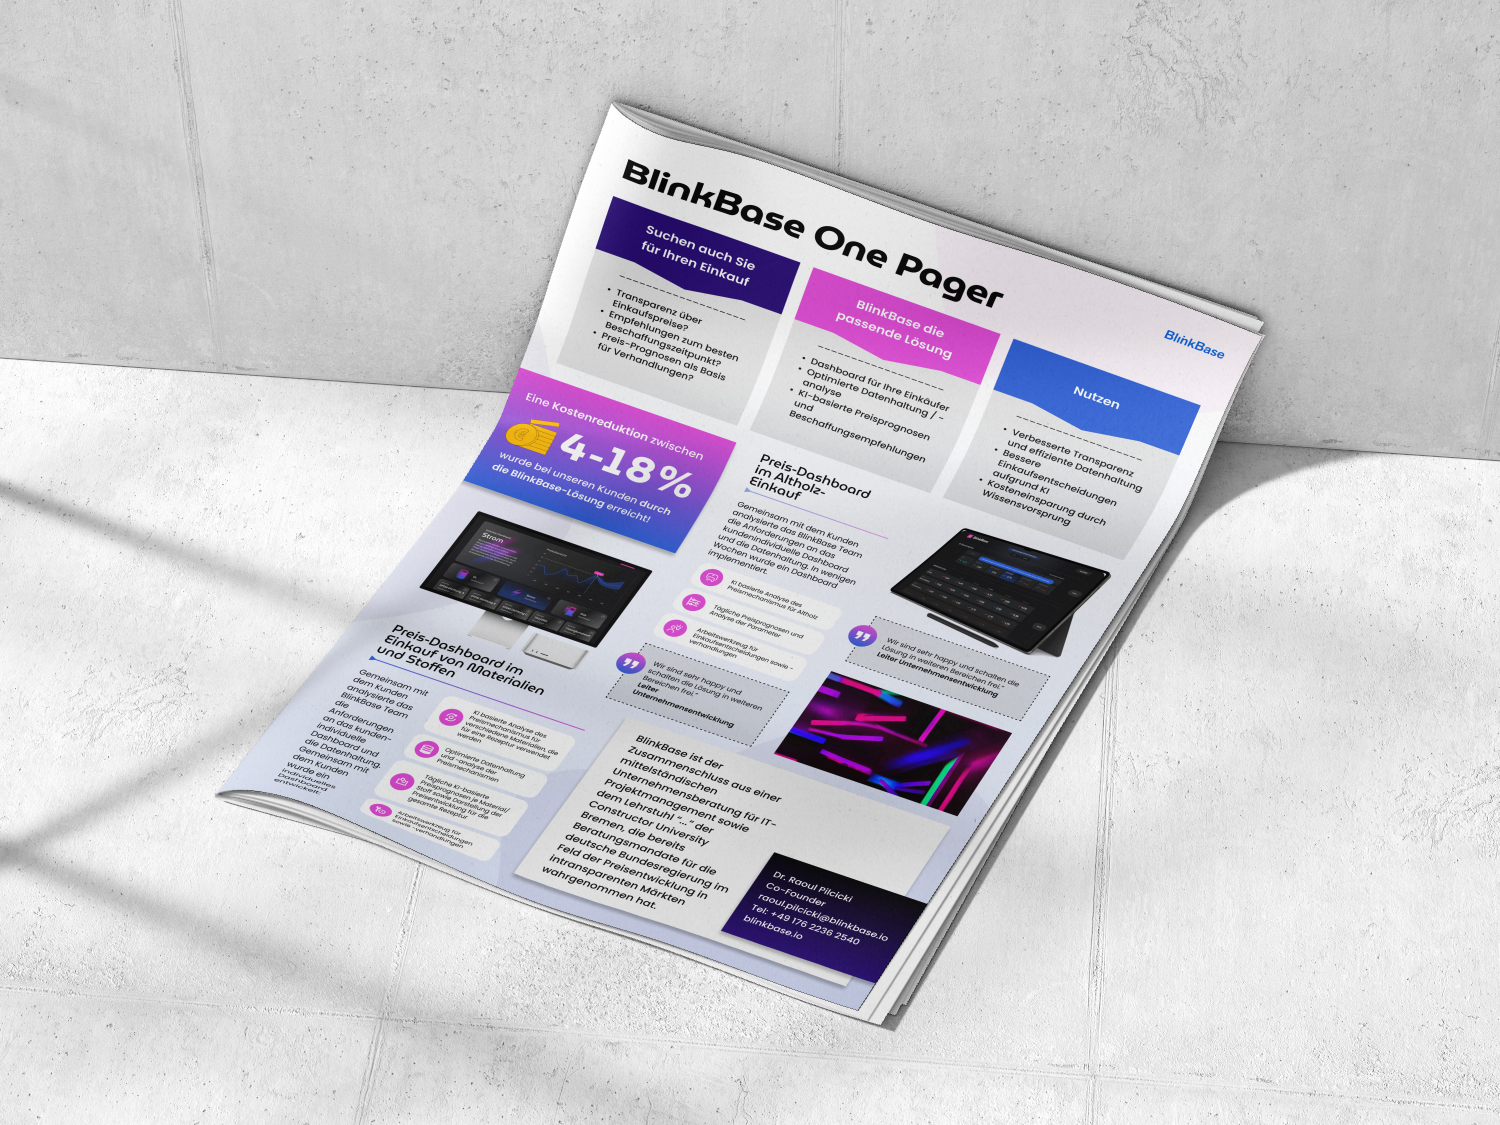 BlinkBase One Pager
BlinkBase
Suchen auch Sie
für Ihren Einkauf
• Transparenz über
Einkaufspreise?
• Empfehlungen zum besten
Beschaffungszeitpunkt?
• Preis-Prognosen als Basis
für Verhandlungen?
BlinkBase die
passende Lösung
• Dashboard für Ihre Einkäufer
• Optimierte Datenhaltung / -
analyse
• KI-basierte Preisprognosen
und
Beschaffungsempfehlungen
Nutzen
• Verbesserte Transparenz
und effiziente Datenhaltung
• Bessere
Einkaufsentscheidungen
aufgrund KI
• Kosteneinsparung durch
Wissensvorsprung
Eine Kostenreduktion zwischen
4-18%
wurde bei unseren Kunden durch
die BlinkBase-Lösung erreicht!
Strom
Preis-Dashboard
im Altholz-
Einkauf
Gemeinsam mit dem Kunden
analysierte das BlinkBase Team
die Anforderungen an das
kundenindividuelle Dashboard
und die Datenhaltung. In wenigen
Wochen wurde ein Dashboard
implementiert.
KI basierte Analyse des
Preismechanismus für Altholz
Tägliche Preisprognosen und
Analyse der Parameter
Arbeitswerkzeug für
Einkaufsentscheidungen sowie -
verhandlungen
Wir sind sehr happy und
schalten die Lösung in weiteren
Bereichen frei.-
Leiter
Unternehmensentwicklung
Wir sind sehr happy und schalten die
Lösung in weiteren Bereichen frei.-
Leiter Unternehmensentwicklung
Preis-Dashboard im
Einkauf von Materialien
und Stoffen
Gemeinsam mit
dem Kunden
analysierte das
BlinkBase Team
die
Anforderungen
an das kunden-
individuelle
Dashboard und
die Datenhaltung.
Gemeinsam mit
dem Kunden
wurde ein
individuelles
Dashboard
entwickelt.
KI basierte Analyse des
Preismechanismus für
verschiedene Materialien, die
für eine Rezeptur verwendet
werden
Optimierte Datenhaltung
und -analyse der
Preismechanismen
Tägliche KI-basierte
Preisprognosen je Material/
Stoff sowie Darstellung der
Preisentwicklung für die
gesamte Rezeptur
Arbeitswerkzeug für
Einkaufsentscheidungen
sowie -verhandlungen
BlinkBase ist der
Zusammenschluss aus einer
mittelständischen
Unternehmensberatung für IT-
Projektmanagement sowie
dem Lehrstuhl “...” der
Constructor University
Bremen, die bereits
Beratungsmandate für die
deutsche Bundesregierung im
Feld der Preisentwicklung in
intransparenten Märkten
wahrgenommen hat.
Dr. Raoul Pilcicki
Co-Founder
raoul.pilcicki@blinkbase.io
Tel: +49 176 2236 2540
blinkbase.io